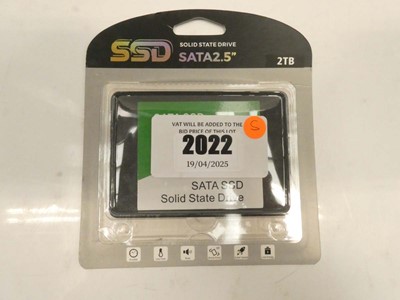 SSD
SOLID STATE DRIVE
SATA2.5"
2TB
VAT WILL BE ADDED TO THE
BID PRICE OF THIS LOT
S
2022
19/04/2025
SATA SSD
Solid State Drive